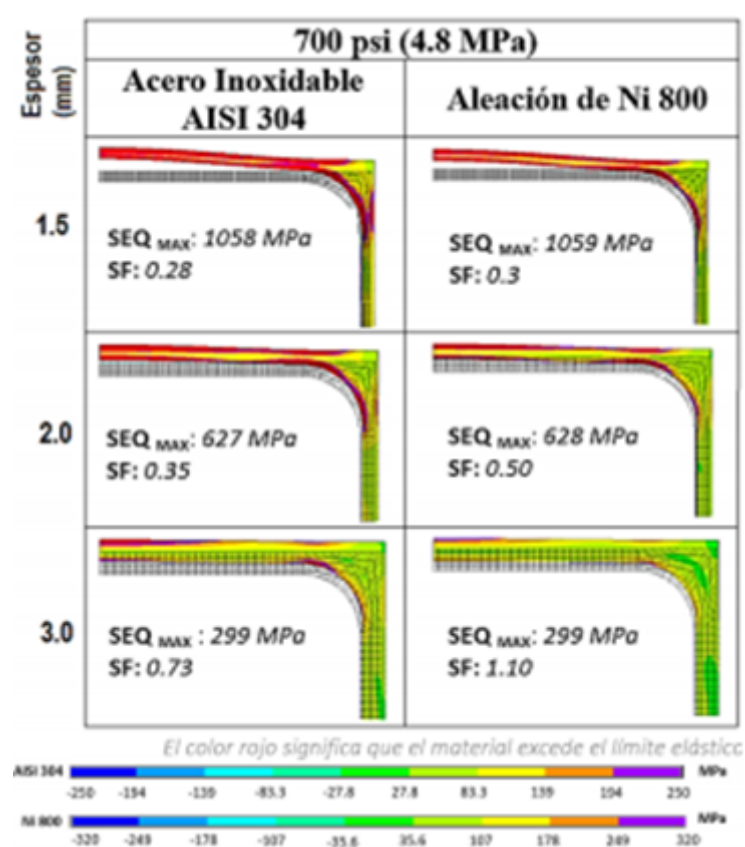 Espesor
(mm)
700 psi (4.8 MPa)
Acero Inoxidable
AISI 304
Aleación de Ni 800
1.5
SEQ MAX: 1058 MPa
SF: 0.28
SEQ MAX: 1059 MPa
SF: 0.3
2.0
SEQ MAX: 627 MPa
SF: 0.35
SEQ MAX: 628 MPa
SF: 0.50
3.0
SEQ MAX : 299 MPa
SF: 0.73
SEQ MAX: 299 MPa
SF: 1.10
El color rojo significa que el material excede el límite elástico
AISI 304
MPa
-250 -194 -139 -83.3 -27.8 27.8 83.3 139 194 250
Ni 800
MPa
-320 -249 -178 -107 -35.6 35.6 107 178 249 320